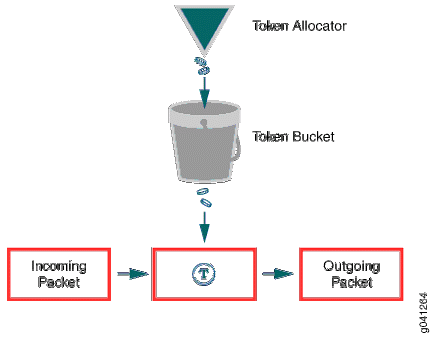 Token Allocator
Token Bucket
Incoming
Packet
T
Outgoing
Packet
g041264